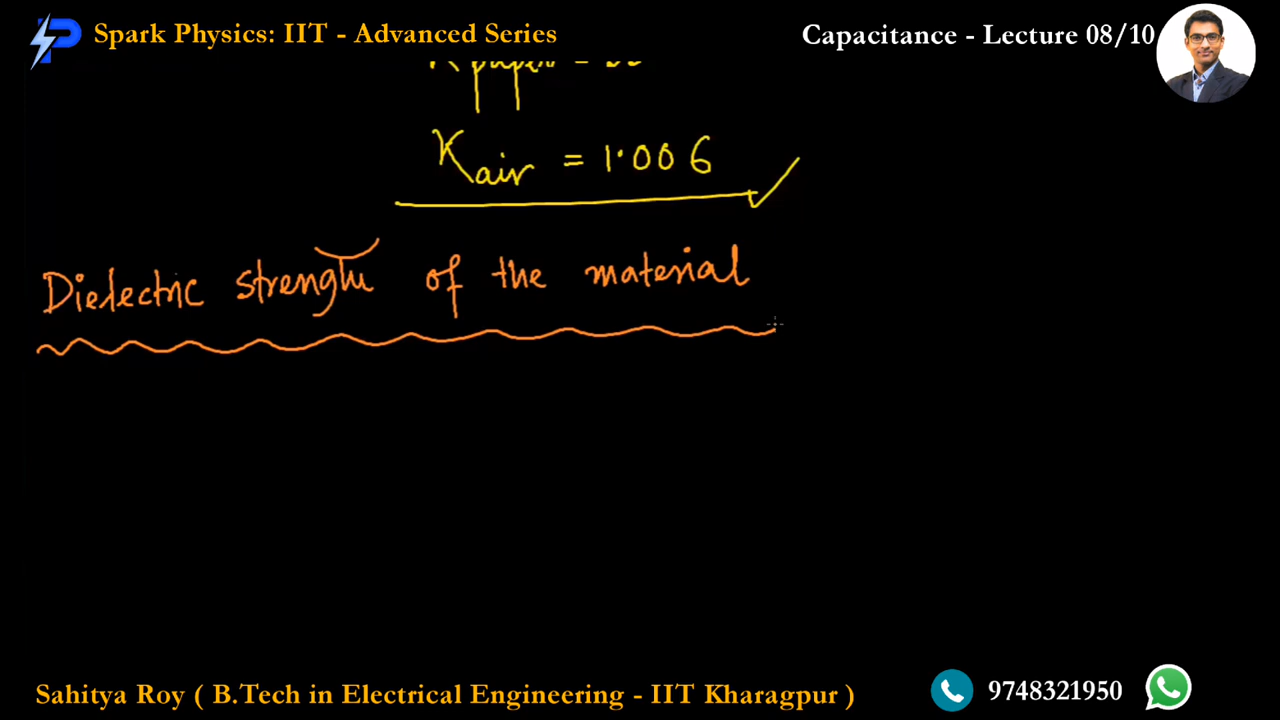 Spark Physics: IIT - Advanced Series
Capacitance - Lecture 08/10
K paper =
Kair = 1.006
Dielectric strength of the material
Sahitya Roy ( B.Tech in Electrical Engineering - IIT Kharagpur )
9748321950